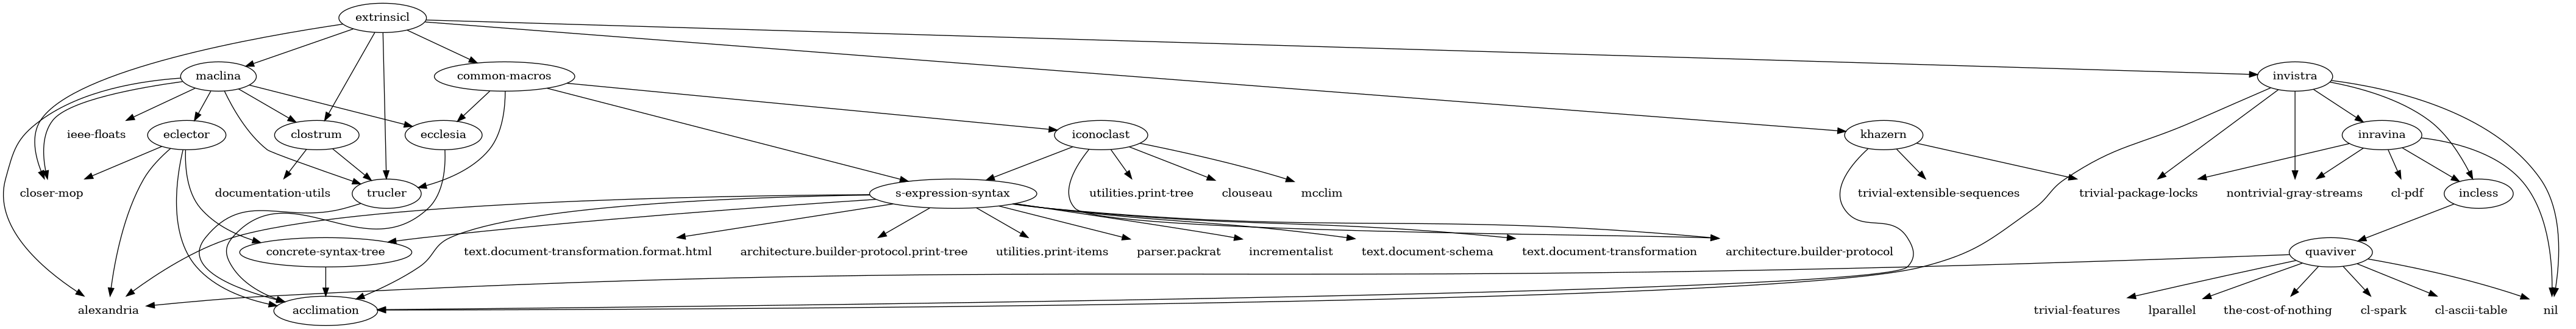 extrinsicl
maclina
common-macros
invistra
ieee-floats
eclector
clostrum
ecclesia
iconoclast
khazern
inravina
closer-mop
documentation-utils
trucler
s-expression-syntax
utilities.print-tree
clouseau
mcclim
trivial-extensible-sequences
trivial-package-locks
nontrivial-gray-streams
cl-pdf
incless
concrete-syntax-tree
text.document-transformation.format.html
architecture.builder-protocol.print-tree
utilities.print-items
parser.packrat
incrementalist
text.document-schema
text.document-transformation
architecture.builder-protocol
quaviver
alexandria
acclimation
trivial-features
lparallel
the-cost-of-nothing
cl-spark
cl-ascii-table
nil